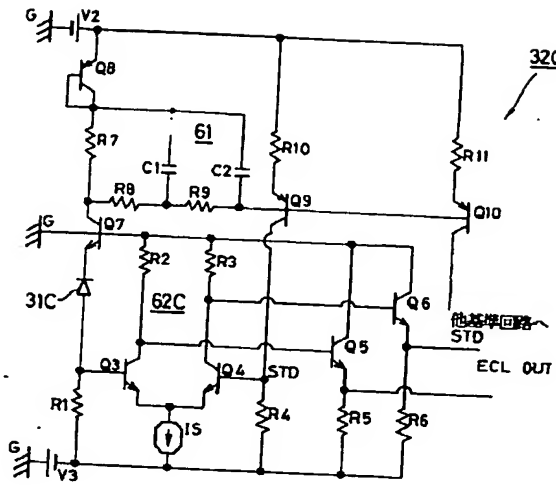 G
V2
32C
Q8
61
R7
C1
C2
R10
R11
R8
R9
Q9
Q10
G
Q7
R2
R3
31C
62C
Q6
他基準回路へ
STD
Q5
ECL OUT
Q3
Q4
STD
R1
IS
R4
R5
R6
G
V3